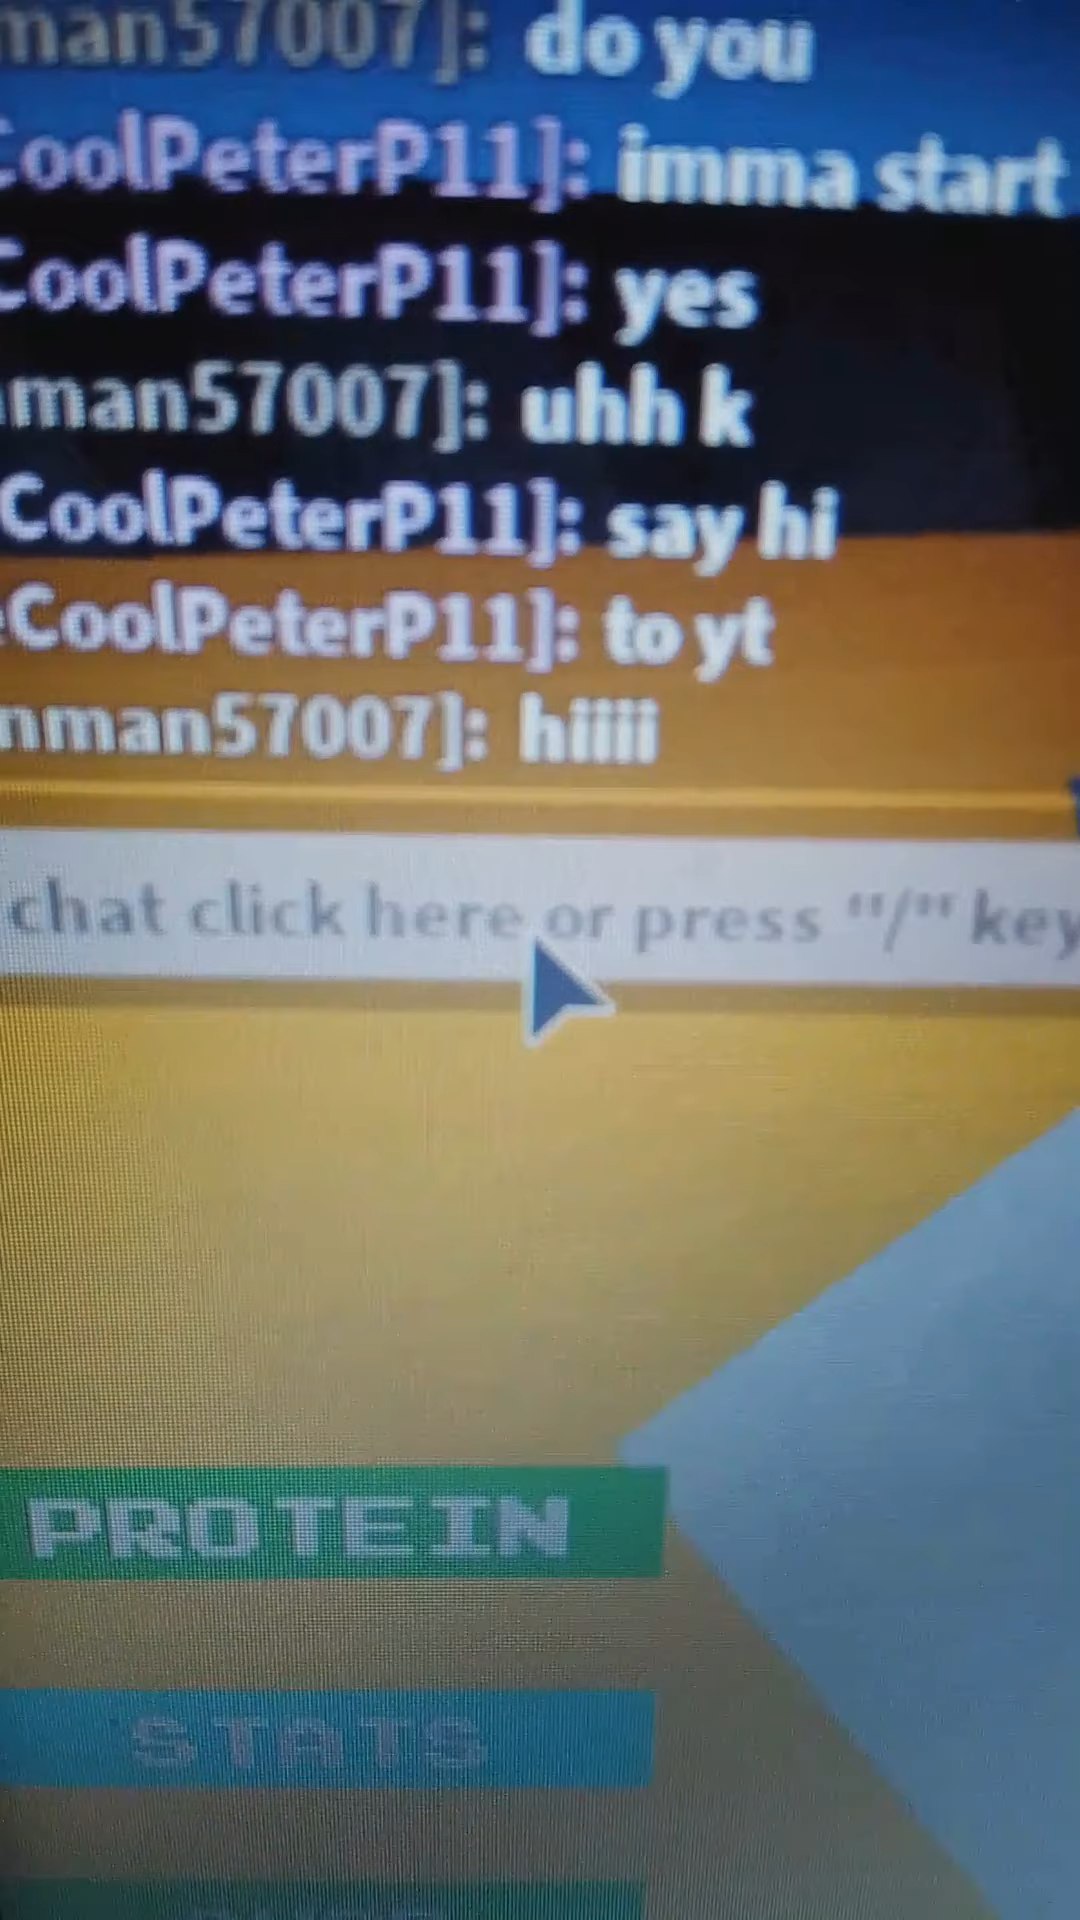 man57007]: do you
CoolPeterP11]: imma start
CoolPeterP11]: yes
man57007]: uhh k
CoolPeterP11]: say hi
CoolPeterP11]: to yt
nman57007]: hiiii
chat click here or press "/" key
PROTEIN
STATS